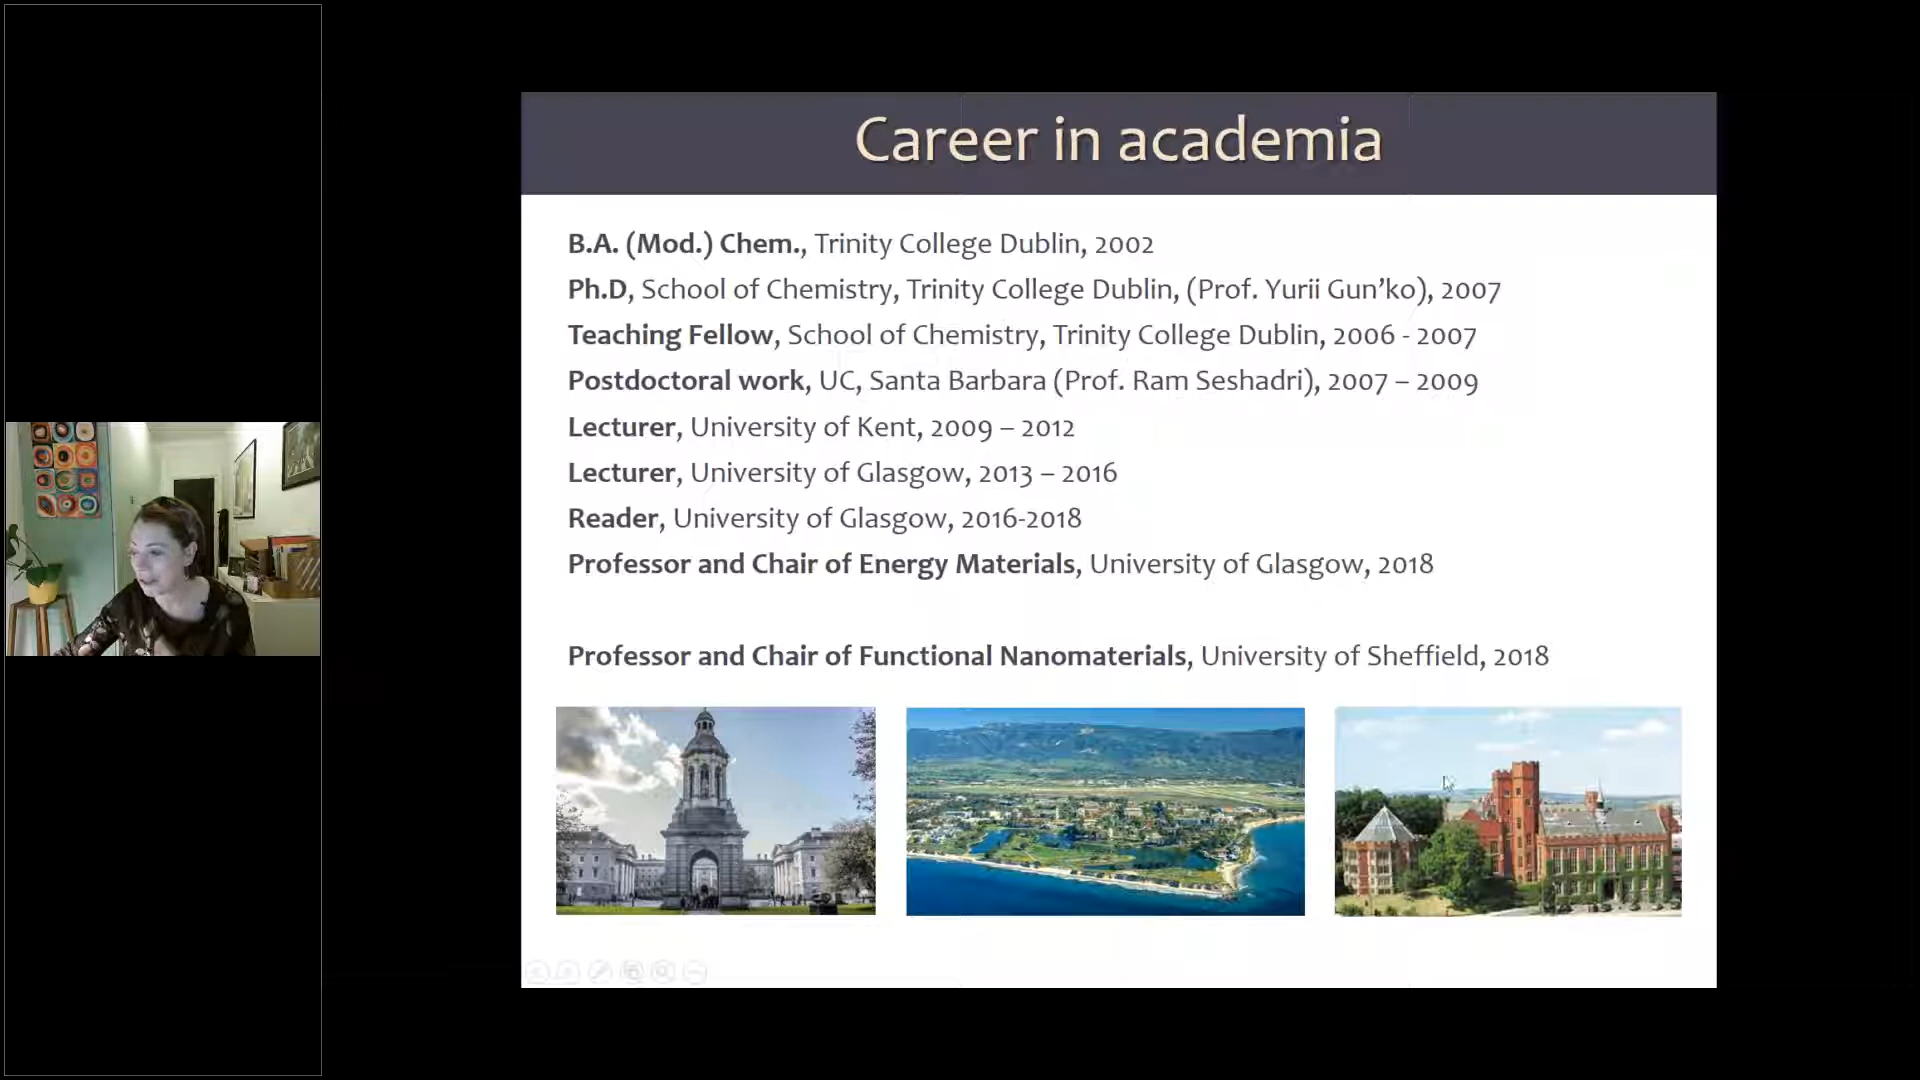 Career in academia
B.A. (Mod.) Chem., Trinity College Dublin, 2002
Ph.D, School of Chemistry, Trinity College Dublin, (Prof. Yurii Gun’ko), 2007
Teaching Fellow, School of Chemistry, Trinity College Dublin, 2006 - 2007
Postdoctoral work, UC, Santa Barbara (Prof. Ram Seshadri), 2007 – 2009
Lecturer, University of Kent, 2009 – 2012
Lecturer, University of Glasgow, 2013 – 2016
Reader, University of Glasgow, 2016-2018
Professor and Chair of Energy Materials, University of Glasgow, 2018
Professor and Chair of Functional Nanomaterials, University of Sheffield, 2018